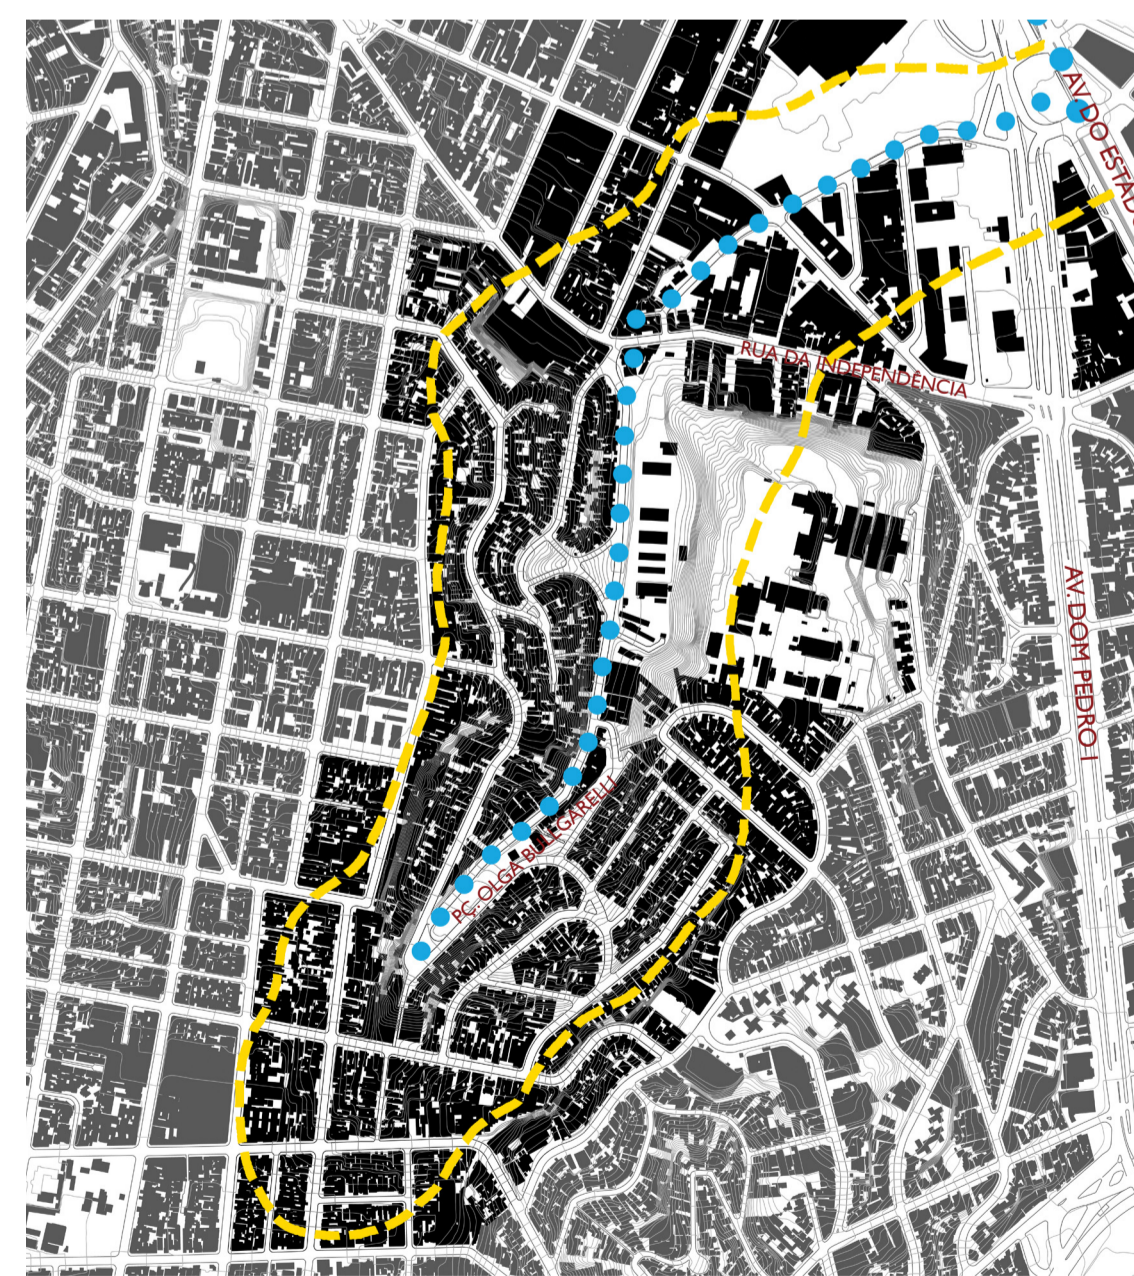 AV. DO ESTAD
RUA DA INDEPENDÊNCIA
AV. DOM PEDRO I
PÇ. OLGA BULEGARELLI